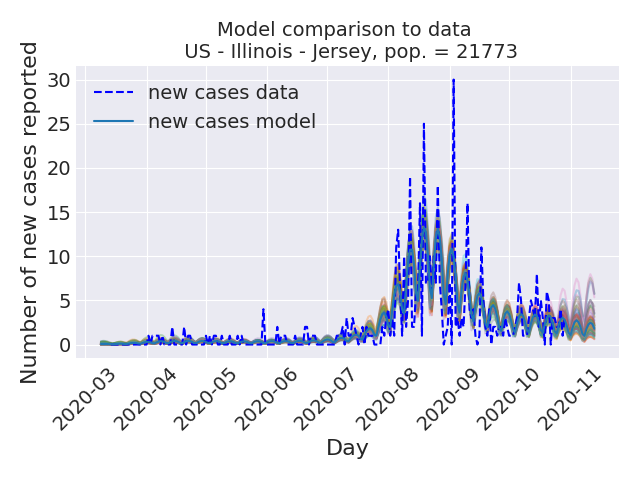 Model comparison to data
US - Illinois - Jersey, pop. = 21773
Number of new cases reported
30
25
20
15
10
5
0
new cases data
new cases model
2020-03
2020-04
2020-05
2020-06
2020-07
2020-08
2020-09
2020-10
2020-11
Day